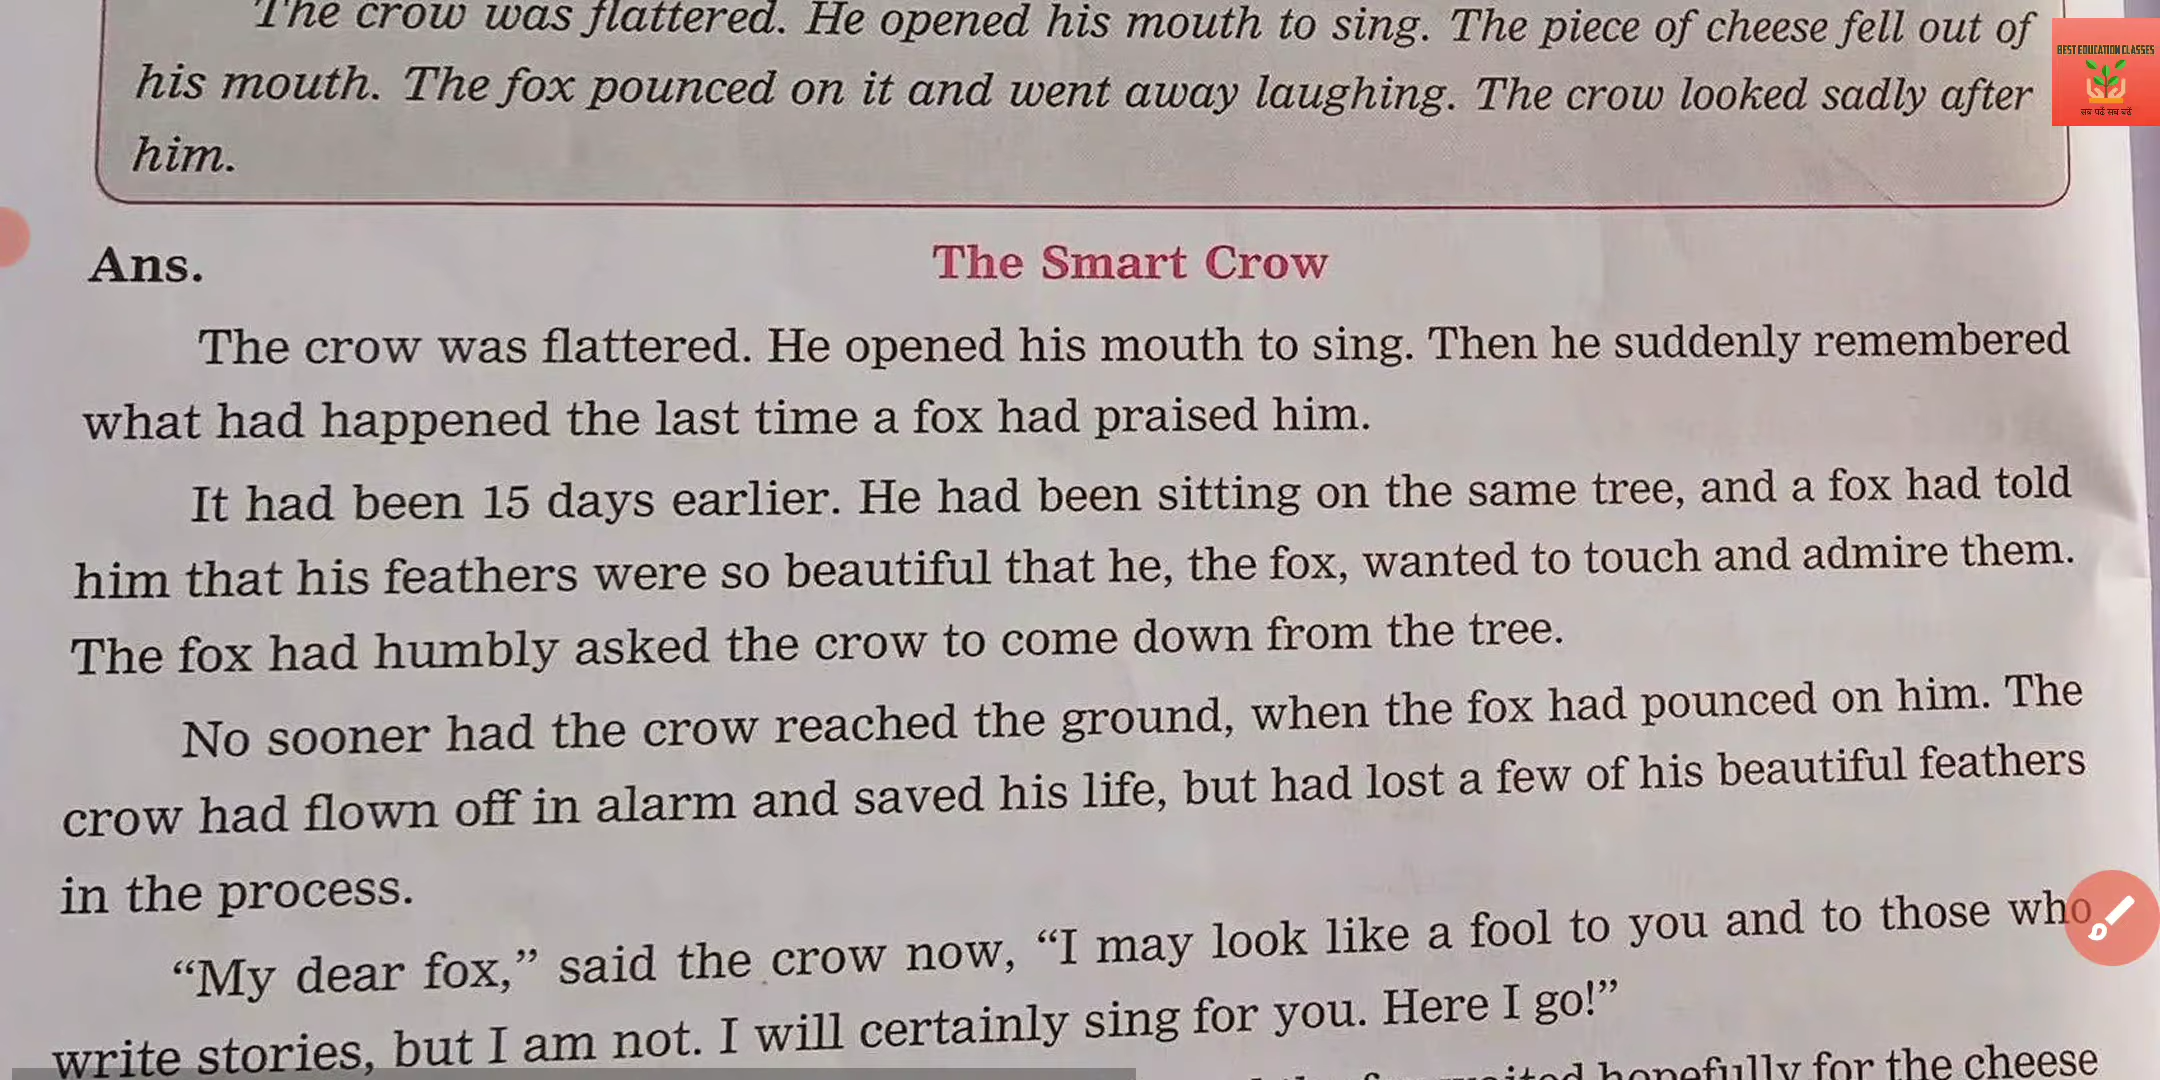 The crow was flattered. He opened his mouth to sing. The piece of cheese fell out of
his mouth. The fox pounced on it and went away laughing. The crow looked sadly after
him.
BEST EDUCATION CLASSES
सब पढ़ें सब बढ़ें
Ans.
The Smart Crow
The crow was flattered. He opened his mouth to sing. Then he suddenly remembered
what had happened the last time a fox had praised him.
It had been 15 days earlier. He had been sitting on the same tree, and a fox had told
him that his feathers were so beautiful that he, the fox, wanted to touch and admire them.
The fox had humbly asked the crow to come down from the tree.
No sooner had the crow reached the ground, when the fox had pounced on him. The
crow had flown off in alarm and saved his life, but had lost a few of his beautiful feathers
in the process.
“My dear fox,” said the crow now, “I may look like a fool to you and to those who
write stories, but I am not. I will certainly sing for you. Here I go!”
hopefully for the cheese